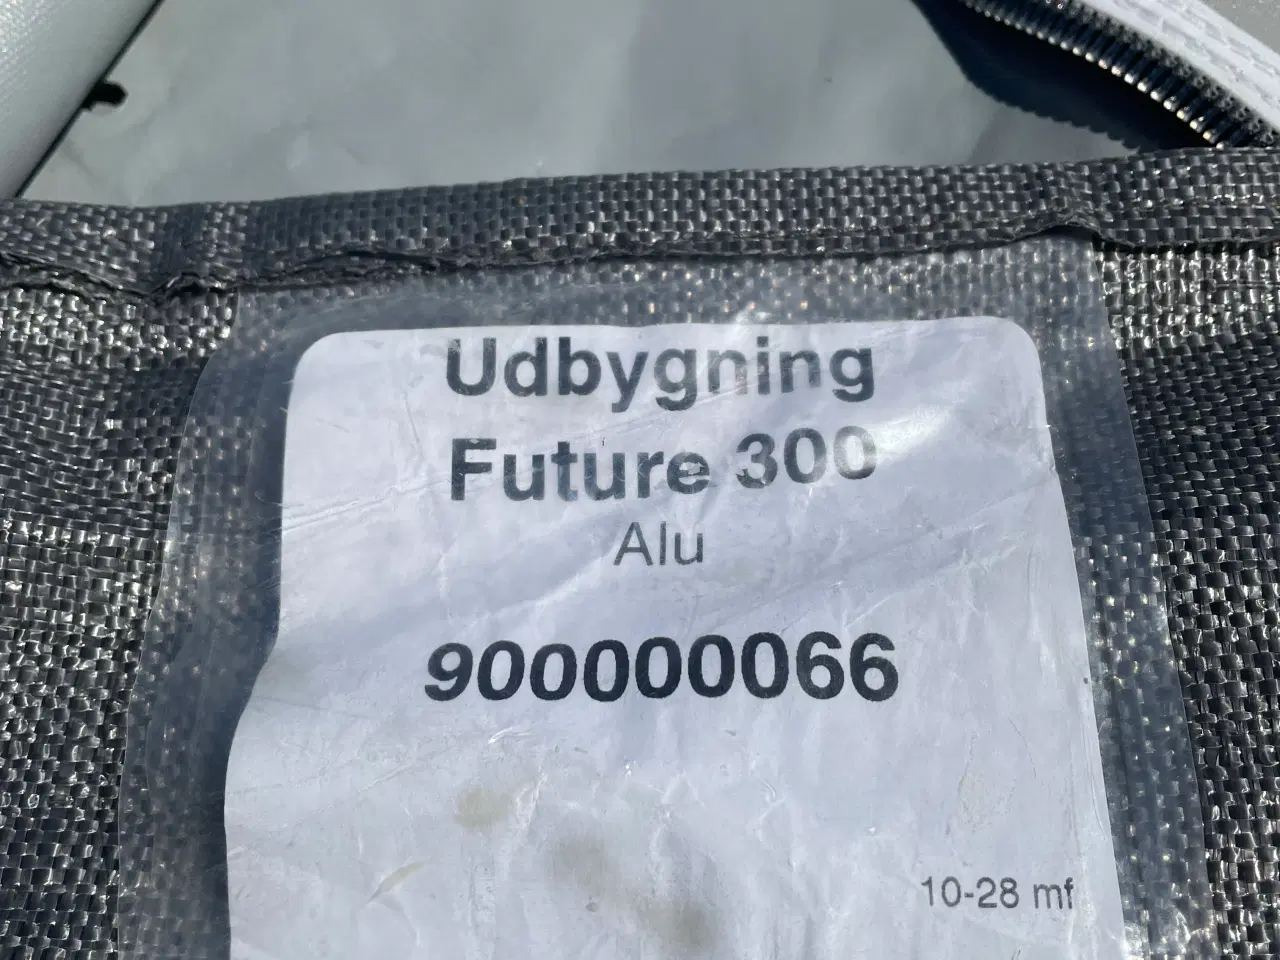 Udbygning
Future 300
Alu
900000066
10-28 mf